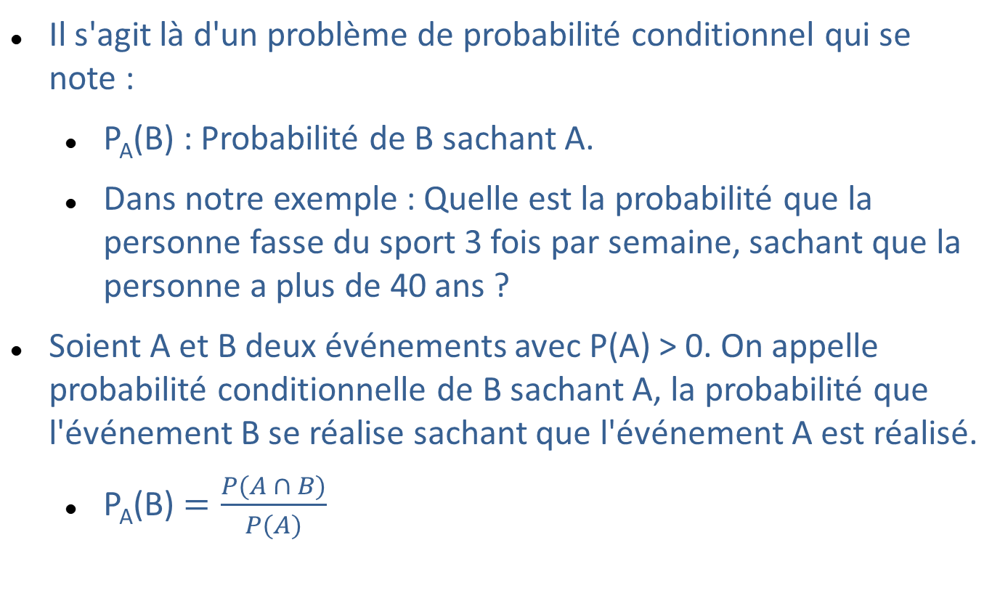 • Il s'agit là d'un problème de probabilité conditionnel qui se
note :
• P_A(B) : Probabilité de B sachant A.
• Dans notre exemple : Quelle est la probabilité que la
personne fasse du sport 3 fois par semaine, sachant que la
personne a plus de 40 ans ?
• Soient A et B deux événements avec P(A) > 0. On appelle
probabilité conditionnelle de B sachant A, la probabilité que
l'événement B se réalise sachant que l'événement A est réalisé.
• P_A(B) = P(A ∩ B) / P(A)